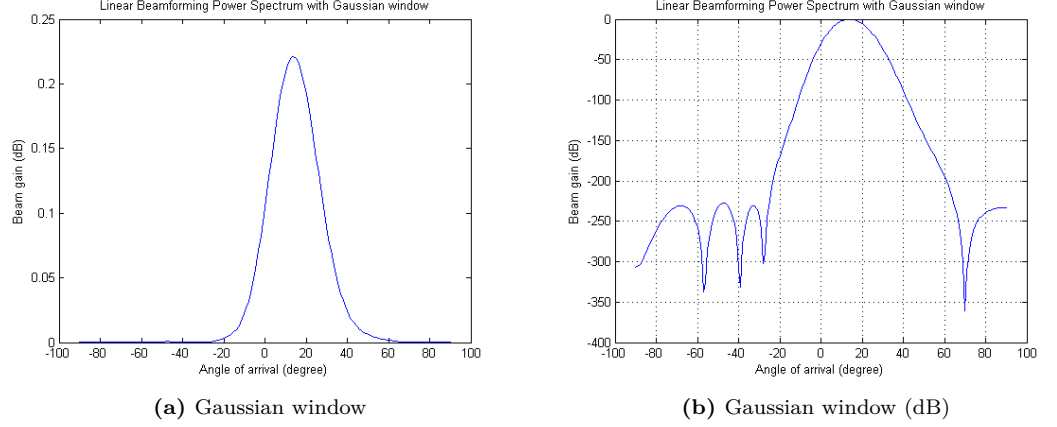 Linear Beamforming Power Spectrum with Gaussian window
0.25
0.2
0.15
0.1
0.05
0
Beam gain (dB)
-100 -80 -60 -40 -20 0 20 40 60 80 100
Angle of arrival (degree)
(a) Gaussian window
Linear Beamforming Power Spectrum with Gaussian window
0
-50
-100
-150
-200
-250
-300
-350
-400
Beam gain (dB)
-100 -80 -60 -40 -20 0 20 40 60 80 100
Angle of arrival (degree)
(b) Gaussian window (dB)